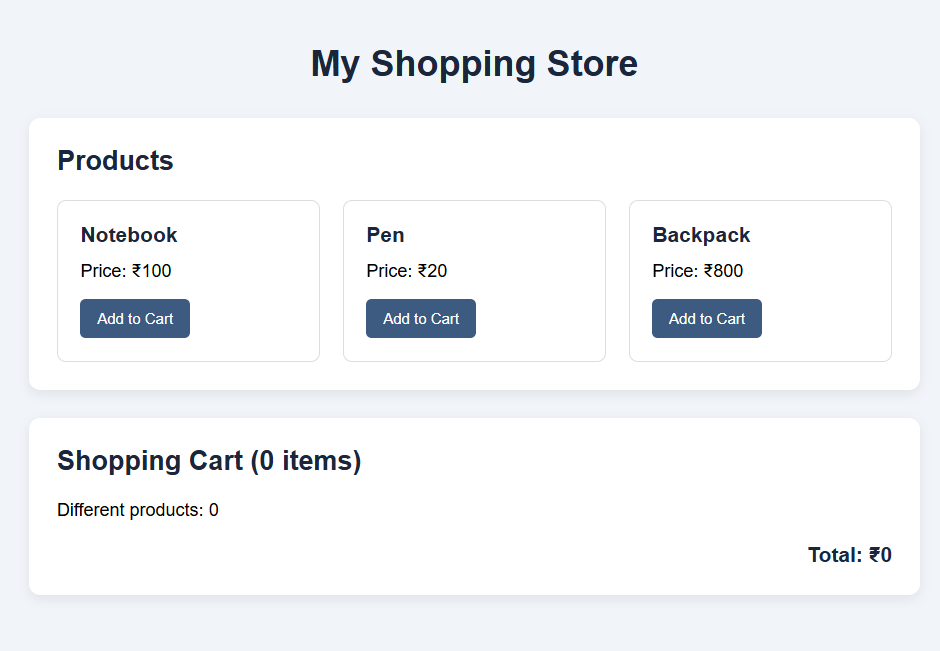 My Shopping Store
Products
Notebook
Price: ₹100
Add to Cart
Pen
Price: ₹20
Add to Cart
Backpack
Price: ₹800
Add to Cart
Shopping Cart (0 items)
Different products: 0
Total: ₹0